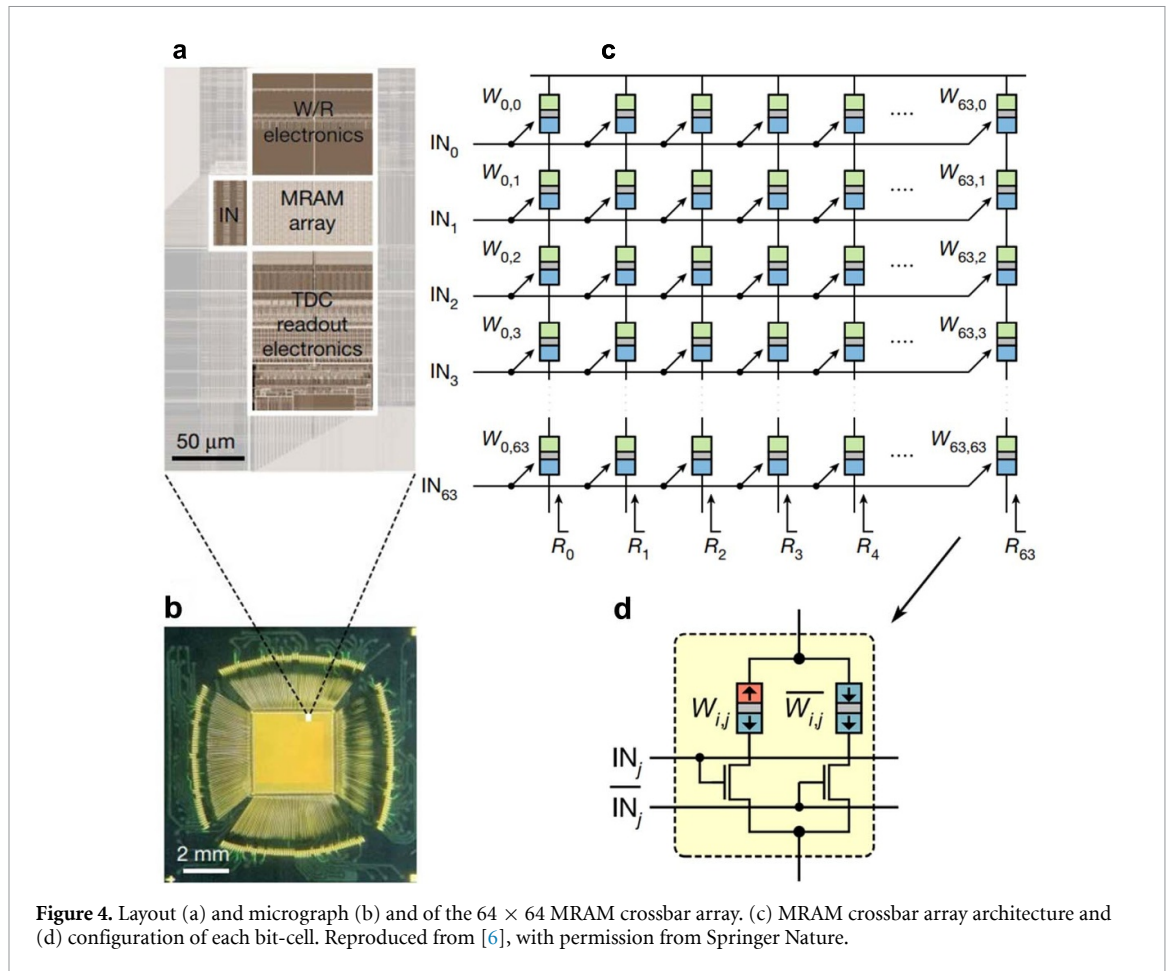 a
W/R
electronics
IN
MRAM
array
TDC
readout
electronics
50 μm
b
2 mm
c
W0,0 .... W63,0
IN0
W0,1 .... W63,1
IN1
W0,2 .... W63,2
IN2
W0,3 .... W63,3
IN3
W0,63 .... W63,63
IN63
R0 R1 R2 R3 R4 R63
d
Wi,j W̅i,j
INj
I̅N̅j
Figure 4. Layout (a) and micrograph (b) and of the 64 × 64 MRAM crossbar array. (c) MRAM crossbar array architecture and
(d) configuration of each bit-cell. Reproduced from [6], with permission from Springer Nature.